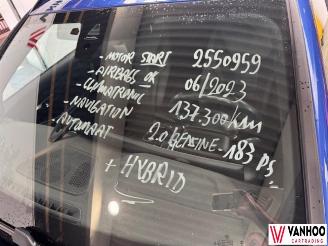 - MOTOR START 2550959
- AIRBAGS OK 06/2023
- CLIMATRONIC 137.300/km
- NAVIGATION
AUTOMAAT 2.0 BENSINE 183 PS
+ HYBRID
VANHOO
CARTRADING